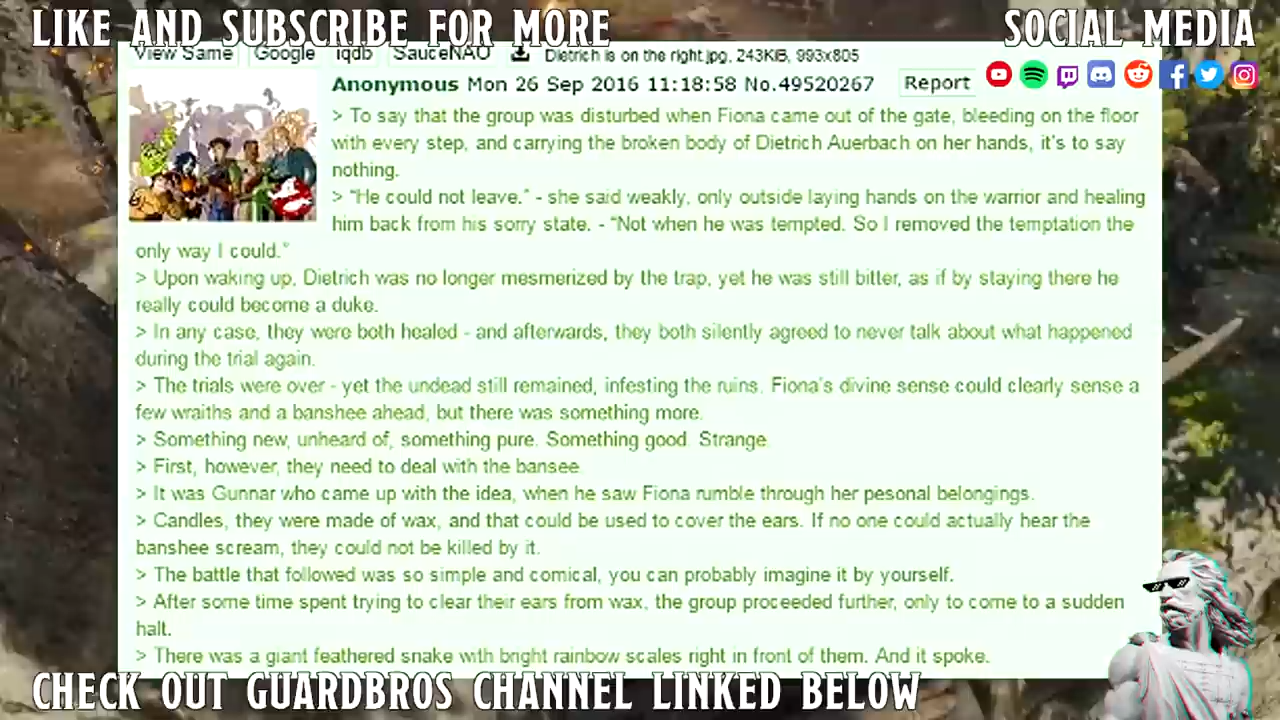 LIKE AND SUBSCRIBE FOR MORE
SOCIAL MEDIA
View Same Google iqdb SauceNAO Dietrich is on the right.jpg, 243KiB, 993x805
Anonymous Mon 26 Sep 2016 11:18:58 No.49520267 Report
> To say that the group was disturbed when Fiona came out of the gate, bleeding on the floor
with every step, and carrying the broken body of Dietrich Auerbach on her hands, it's to say
nothing.
> “He could not leave.” - she said weakly, only outside laying hands on the warrior and healing
him back from his sorry state. - “Not when he was tempted. So I removed the temptation the
only way I could.”
> Upon waking up, Dietrich was no longer mesmerized by the trap, yet he was still bitter, as if by staying there he
really could become a duke.
> In any case, they were both healed - and afterwards, they both silently agreed to never talk about what happened
during the trial again.
> The trials were over - yet the undead still remained, infesting the ruins. Fiona's divine sense could clearly sense a
few wraiths and a banshee ahead, but there was something more.
> Something new, unheard of, something pure. Something good. Strange.
> First, however, they need to deal with the bansee.
> It was Gunnar who came up with the idea, when he saw Fiona rumble through her pesonal belongings.
> Candles, they were made of wax, and that could be used to cover the ears. If no one could actually hear the
banshee scream, they could not be killed by it.
> The battle that followed was so simple and comical, you can probably imagine it by yourself.
> After some time spent trying to clear their ears from wax, the group proceeded further, only to come to a sudden
halt.
> There was a giant feathered snake with bright rainbow scales right in front of them. And it spoke.
CHECK OUT GUARDBROS CHANNEL LINKED BELOW